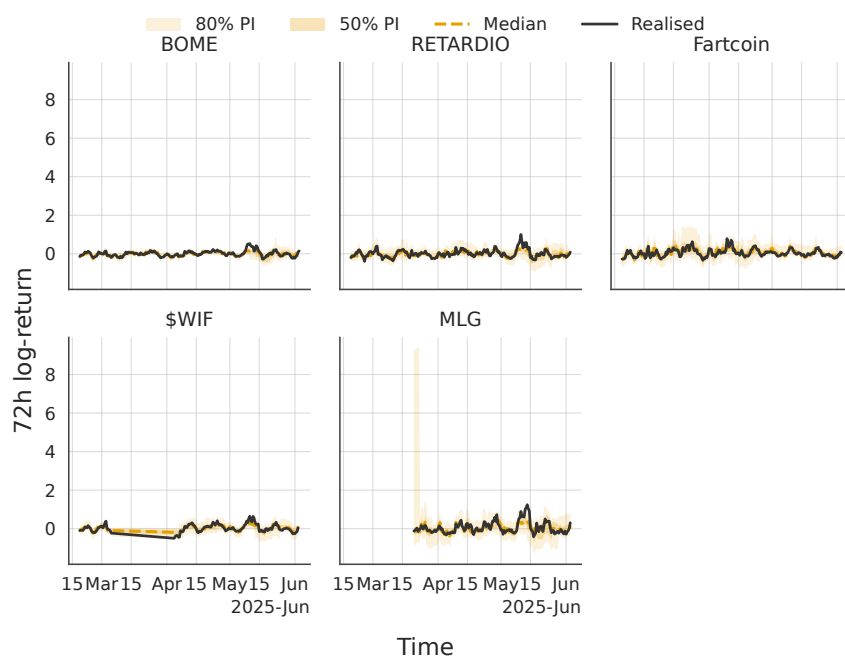 80% PI 50% PI Median Realised
BOME RETARDIO Fartcoin
8
6
4
2
0
$WIF MLG
8
6
4
2
0
72h log-return
15 Mar 15 Apr 15 May 15 Jun 15 Mar 15 Apr 15 May 15 Jun
2025-Jun 2025-Jun
Time